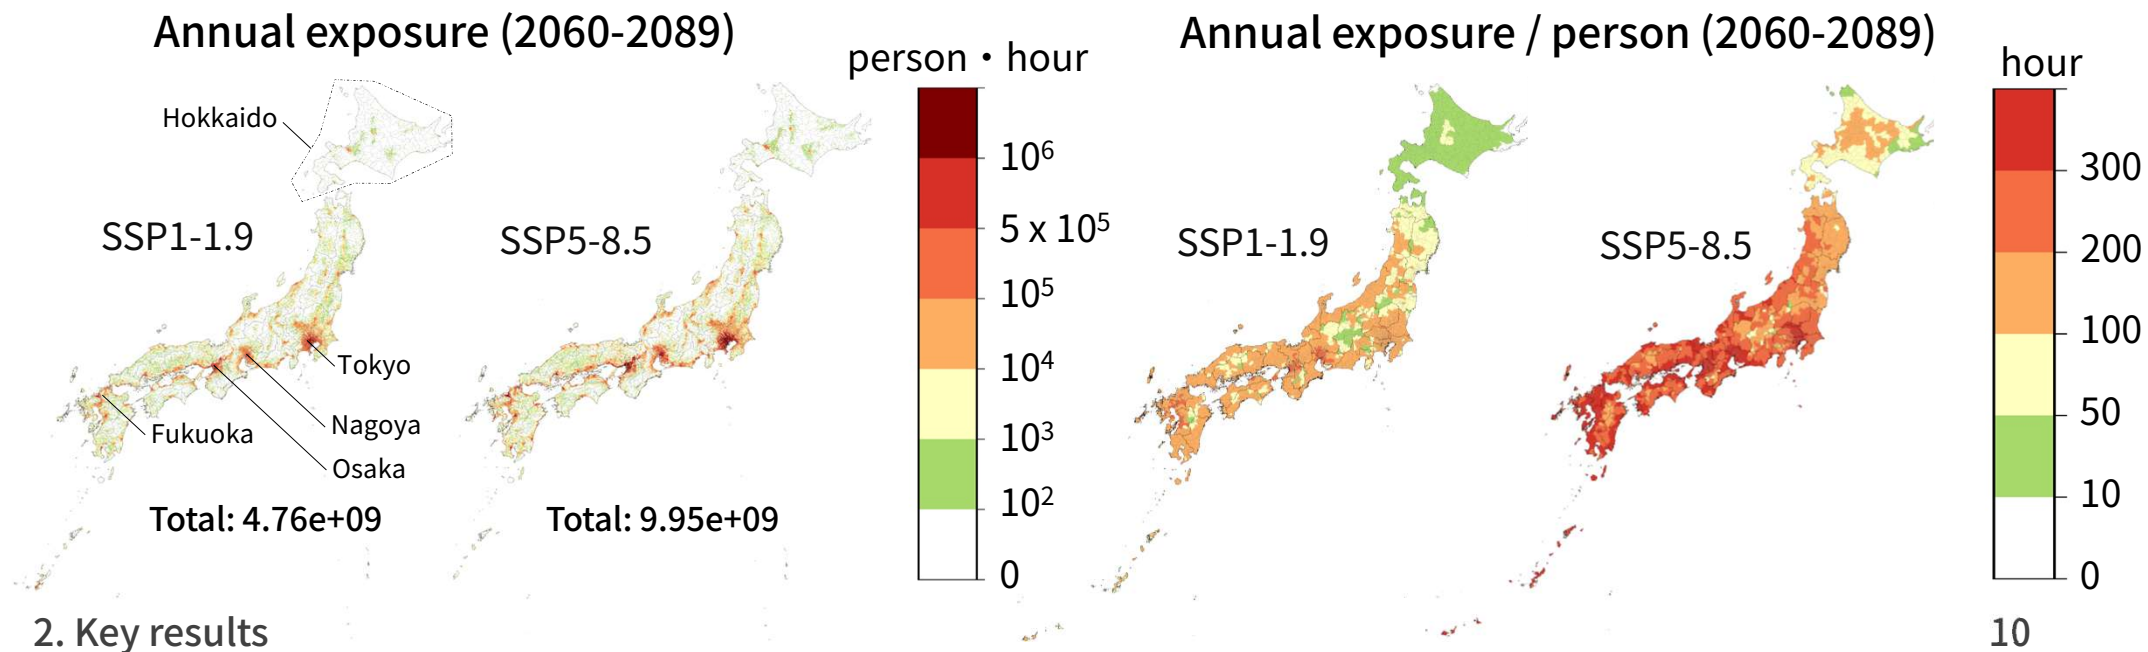 Annual exposure (2060-2089)
person・hour
Hokkaido
SSP1-1.9
SSP5-8.5
Tokyo
Nagoya
Fukuoka
Osaka
Total: 4.76e+09
Total: 9.95e+09
10⁶
5 x 10⁵
10⁵
10⁴
10³
10²
0
Annual exposure / person (2060-2089)
hour
SSP1-1.9
SSP5-8.5
300
200
100
50
10
0
2. Key results
10